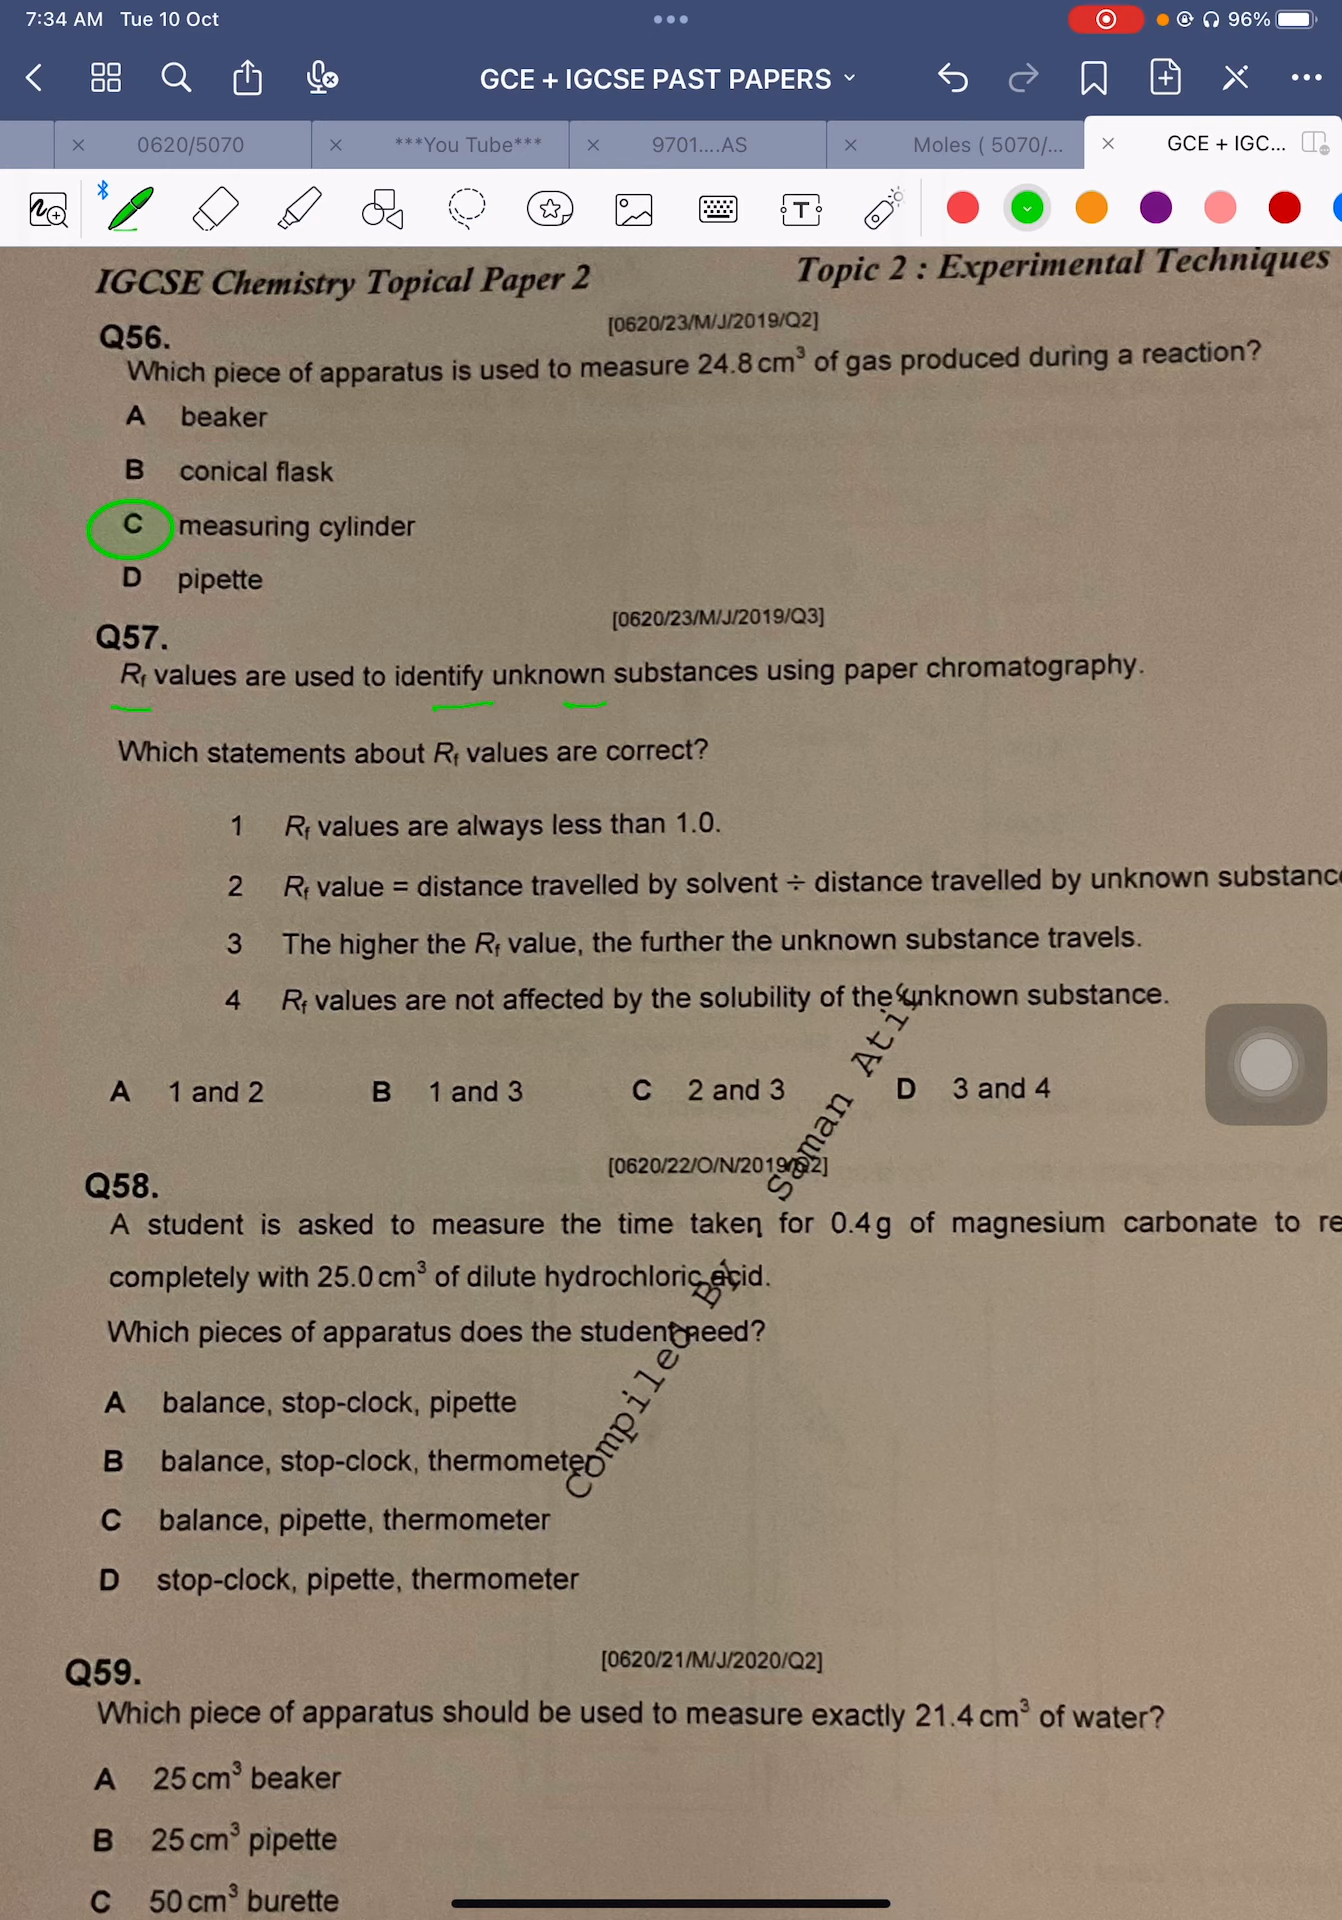 7:34 AM Tue 10 Oct
96%
GCE + IGCSE PAST PAPERS
0620/5070
***You Tube***
9701....AS
Moles ( 5070/...
GCE + IGC...
T
IGCSE Chemistry Topical Paper 2
Topic 2 : Experimental Techniques
Q56.
[0620/23/M/J/2019/Q2]
Which piece of apparatus is used to measure 24.8 cm³ of gas produced during a reaction?
A beaker
B conical flask
C measuring cylinder
D pipette
[0620/23/M/J/2019/Q3]
Q57.
Rf values are used to identify unknown substances using paper chromatography.
Which statements about Rf values are correct?
1 Rf values are always less than 1.0.
2 Rf value = distance travelled by solvent ÷ distance travelled by unknown substanc
3 The higher the Rf value, the further the unknown substance travels.
4 Rf values are not affected by the solubility of the unknown substance.
A 1 and 2 B 1 and 3 C 2 and 3 D 3 and 4
[0620/22/O/N/2019/Q2]
Q58.
A student is asked to measure the time taken for 0.4 g of magnesium carbonate to re
completely with 25.0 cm³ of dilute hydrochloric acid.
Which pieces of apparatus does the student need?
A balance, stop-clock, pipette
B balance, stop-clock, thermometer
C balance, pipette, thermometer
D stop-clock, pipette, thermometer
Compiled By Saman Atif
[0620/21/M/J/2020/Q2]
Q59.
Which piece of apparatus should be used to measure exactly 21.4 cm³ of water?
A 25 cm³ beaker
B 25 cm³ pipette
C 50 cm³ burette